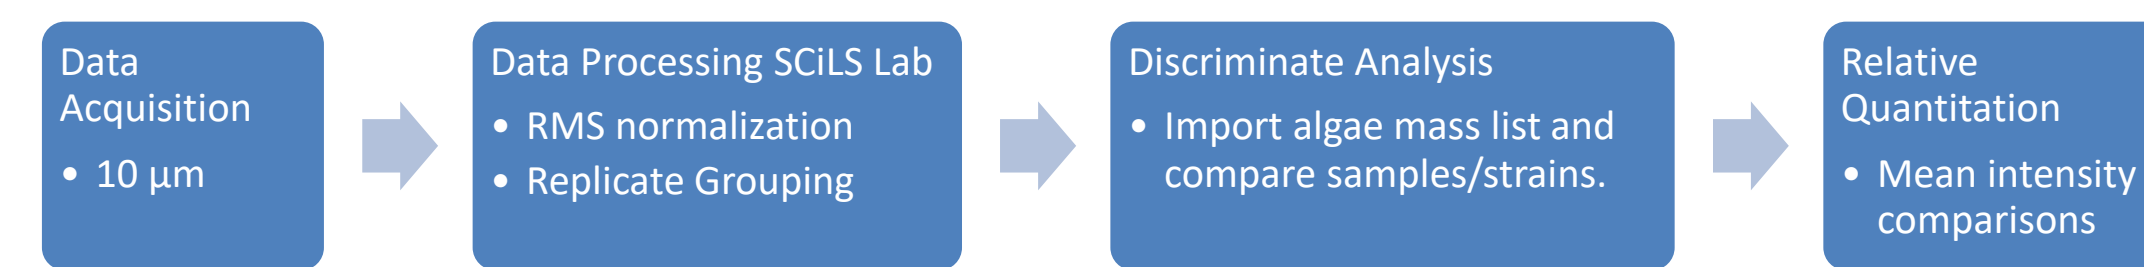 Data
Acquisition
• 10 µm
Data Processing SCiLS Lab
• RMS normalization
• Replicate Grouping
Discriminate Analysis
• Import algae mass list and
compare samples/strains.
Relative
Quantitation
• Mean intensity
comparisons